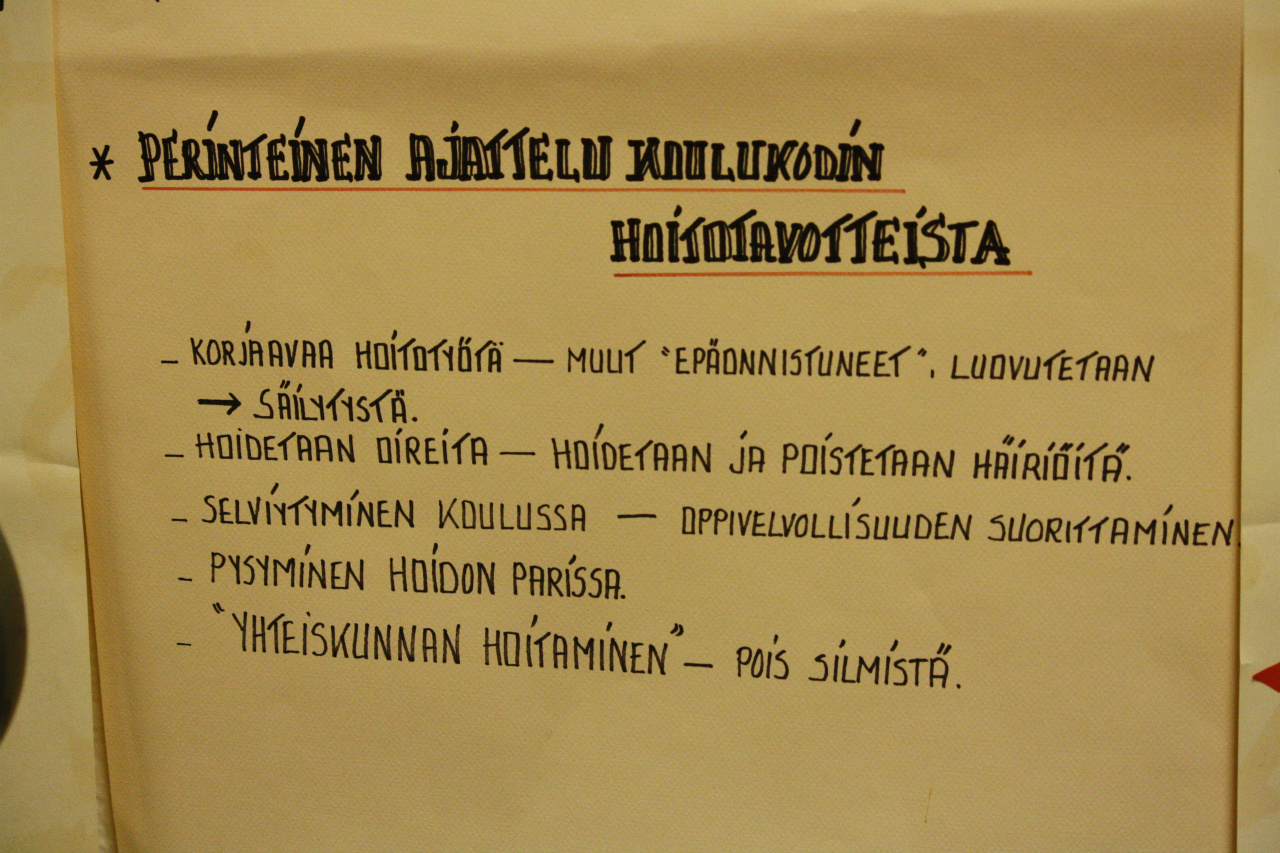 * PERINTEINEN AJATTELU KOULUKODIN
HOITOTAVOTTEISTA
– KORJAAVAA HOITOTYÖTÄ — MUUT "EPÄONNISTUNEET", LUOVUTETAAN
→ SÄILYTYSTÄ.
– HOIDETAAN OIREITA — HOIDETAAN JA POISTETAAN HÄIRIÖITÄ.
– SELVIYTYMINEN KOULUSSA — OPPIVELVOLLISUUDEN SUORITTAMINEN.
– PYSYMINEN HOIDON PARISSA.
– "YHTEISKUNNAN HOITAMINEN" – POIS SILMISTÄ.